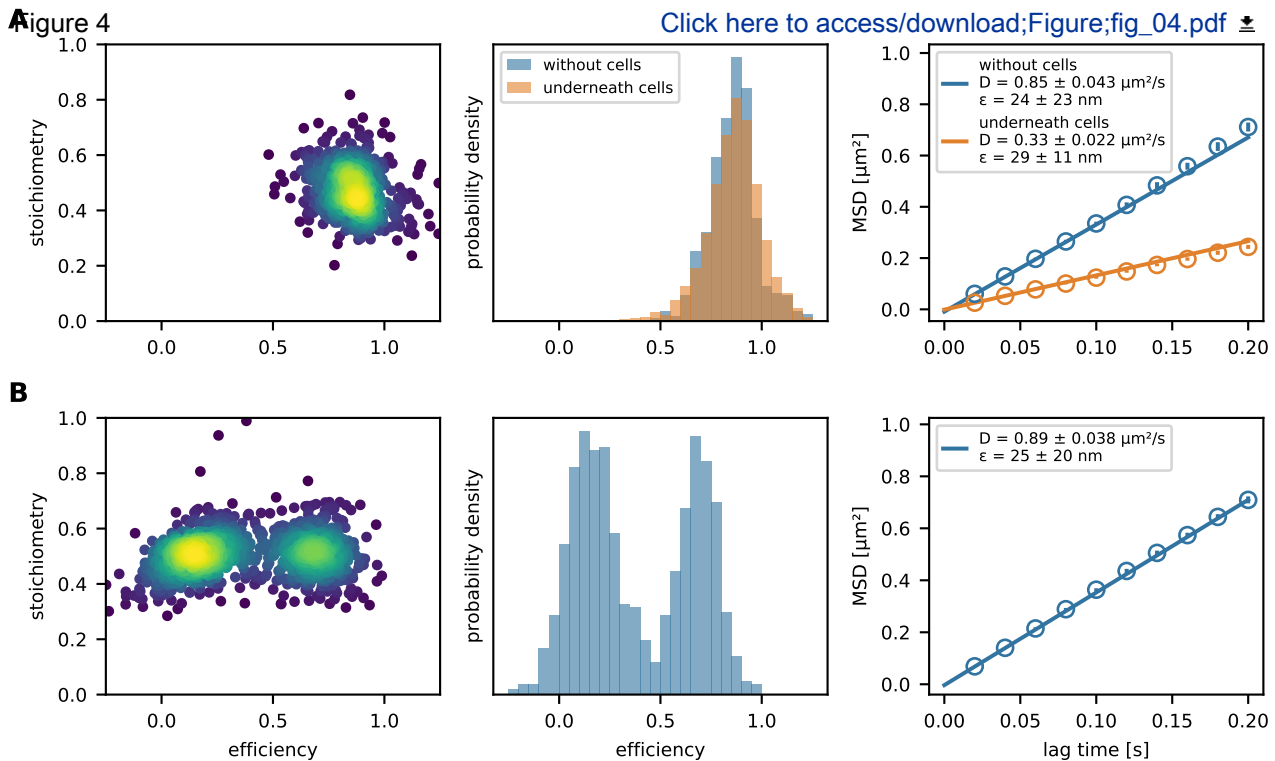 A
Figure 4
Click here to access/download;Figure;fig_04.pdf
1.0
0.8
0.6
0.4
0.2
0.0
stoichiometry
0.0
0.5
1.0
probability density
without cells
underneath cells
0.0
0.5
1.0
MSD [µm²]
1.0
0.8
0.6
0.4
0.2
0.0
without cells
D = 0.85 ± 0.043 µm²/s
ε = 24 ± 23 nm
underneath cells
D = 0.33 ± 0.022 µm²/s
ε = 29 ± 11 nm
0.00
0.05
0.10
0.15
0.20
B
1.0
0.8
0.6
0.4
0.2
0.0
stoichiometry
0.0
0.5
1.0
efficiency
probability density
0.0
0.5
1.0
efficiency
MSD [µm²]
1.0
0.8
0.6
0.4
0.2
0.0
D = 0.89 ± 0.038 µm²/s
ε = 25 ± 20 nm
0.00
0.05
0.10
0.15
0.20
lag time [s]